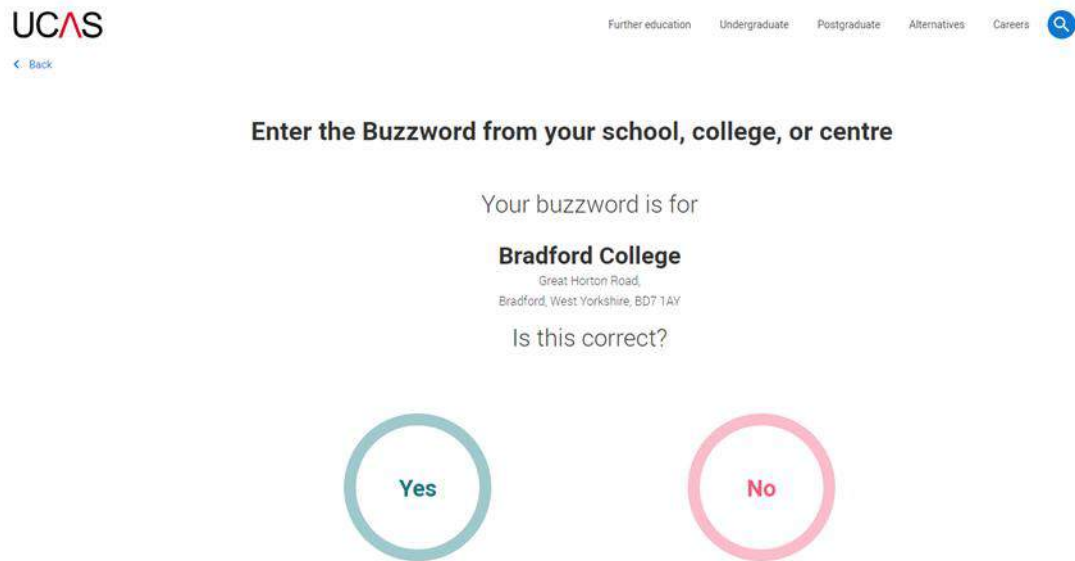 UCAS
Further education Undergraduate Postgraduate Alternatives Careers
Back
Enter the Buzzword from your school, college, or centre
Your buzzword is for
Bradford College
Great Horton Road,
Bradford, West Yorkshire, BD7 1AY
Is this correct?
Yes No